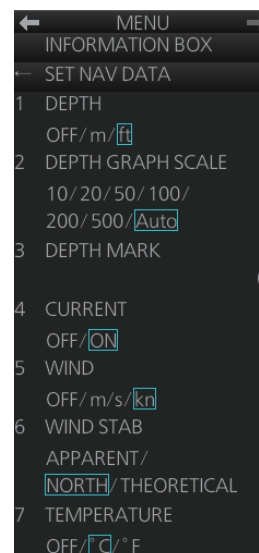 ← MENU
INFORMATION BOX
← SET NAV DATA
1 DEPTH
OFF/m/ft
2 DEPTH GRAPH SCALE
10/20/50/100/
200/500/Auto
3 DEPTH MARK
4 CURRENT
OFF/ON
5 WIND
OFF/m/s/kn
6 WIND STAB
APPARENT/
NORTH/THEORETICAL
7 TEMPERATURE
OFF/°C/°F